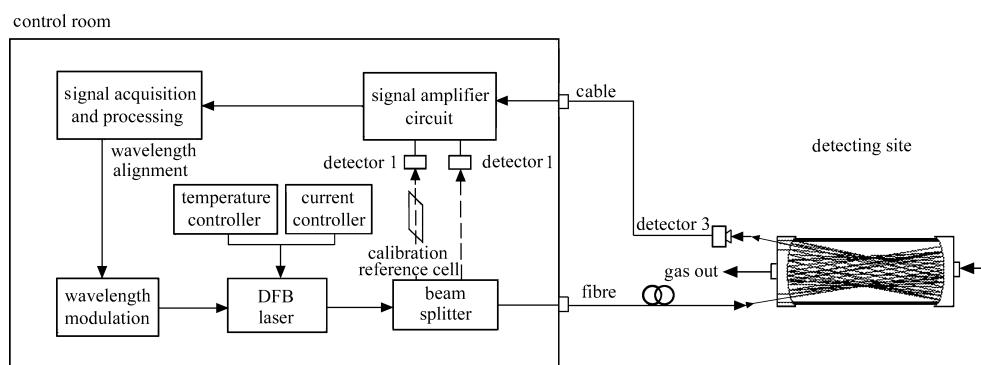 control room
signal acquisition
and processing
signal amplifier
circuit
cable
detecting site
wavelength
alignment
detector 1
detector 1
temperature
controller
current
controller
calibration
reference cell
detector 3
gas out
wavelength
modulation
DFB
laser
beam
splitter
fibre